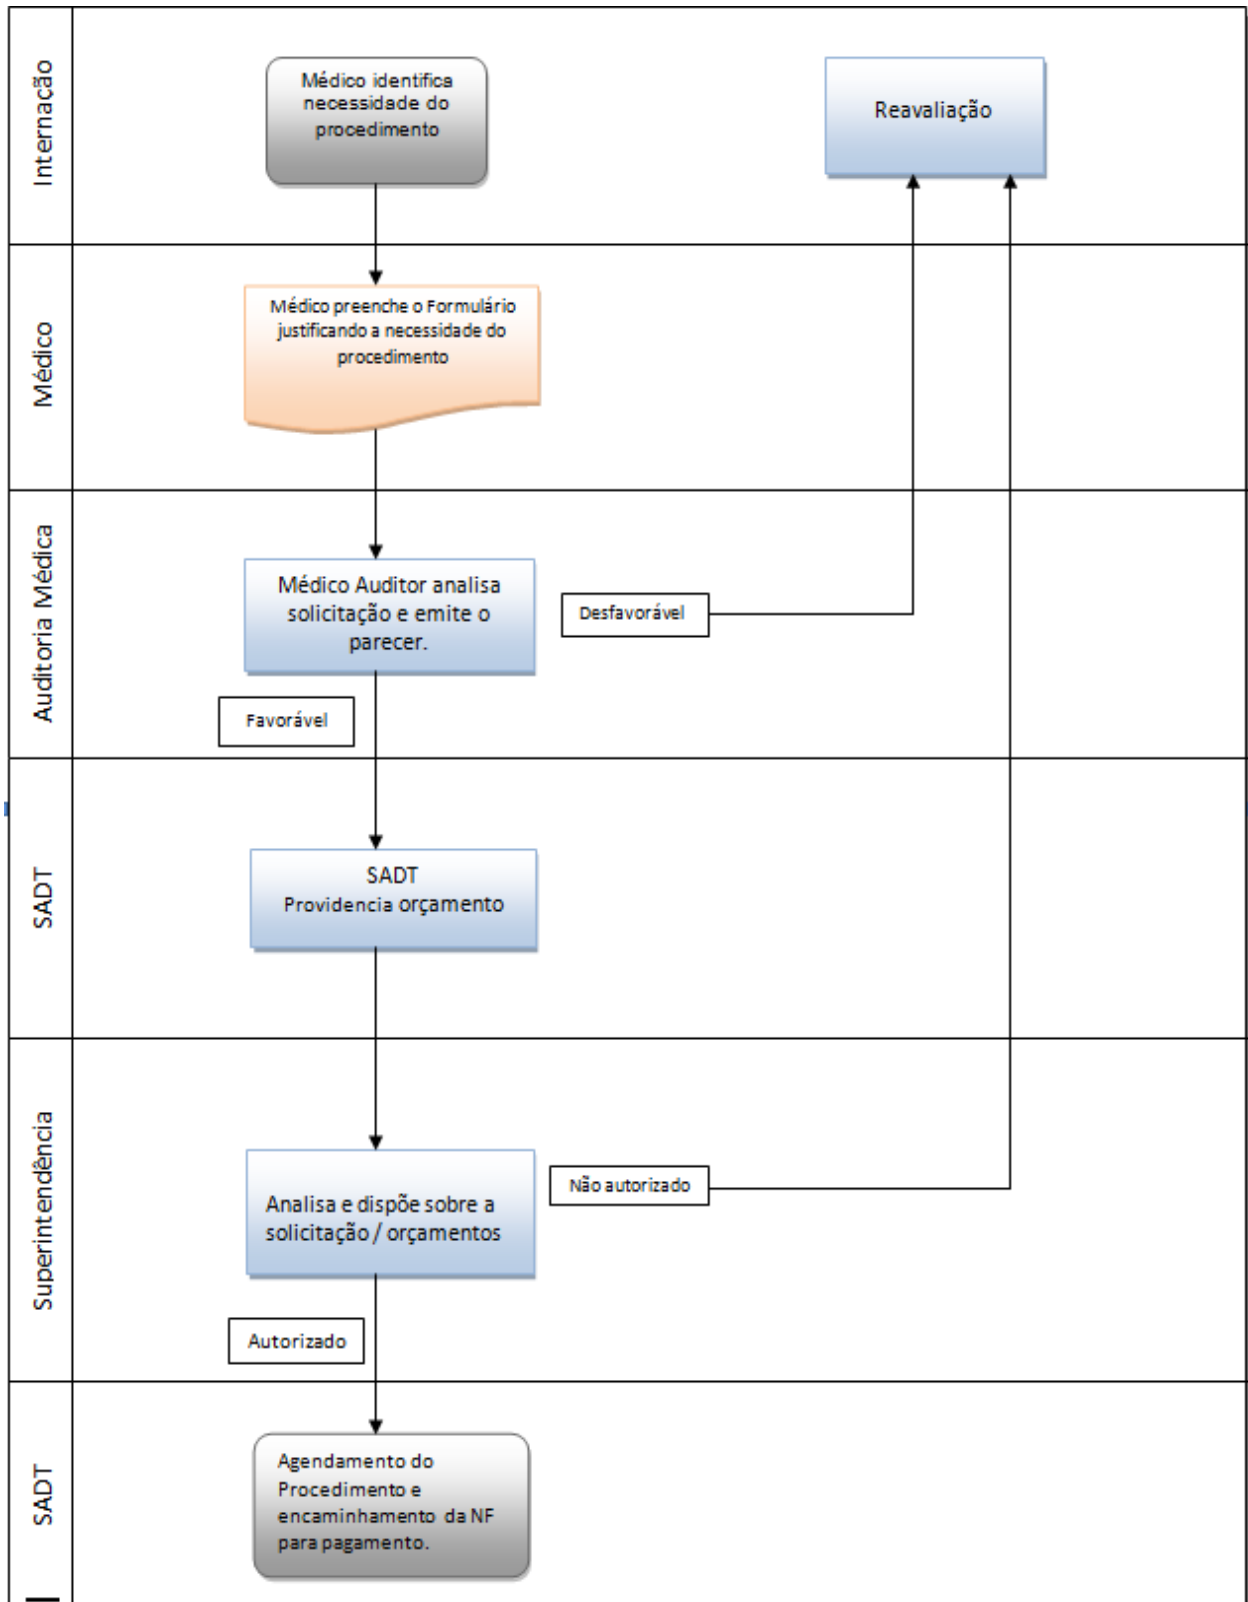 Internação
Médico identifica
necessidade do
procedimento
Reavaliação
Médico
Médico preenche o Formulário
justificando a necessidade do
procedimento
Auditoria Médica
Médico Auditor analisa
solicitação e emite o
parecer.
Desfavorável
Favorável
SADT
SADT
Providencia orçamento
Superintendência
Analisa e dispõe sobre a
solicitação / orçamentos
Não autorizado
Autorizado
SADT
Agendamento do
Procedimento e
encaminhamento da NF
para pagamento.